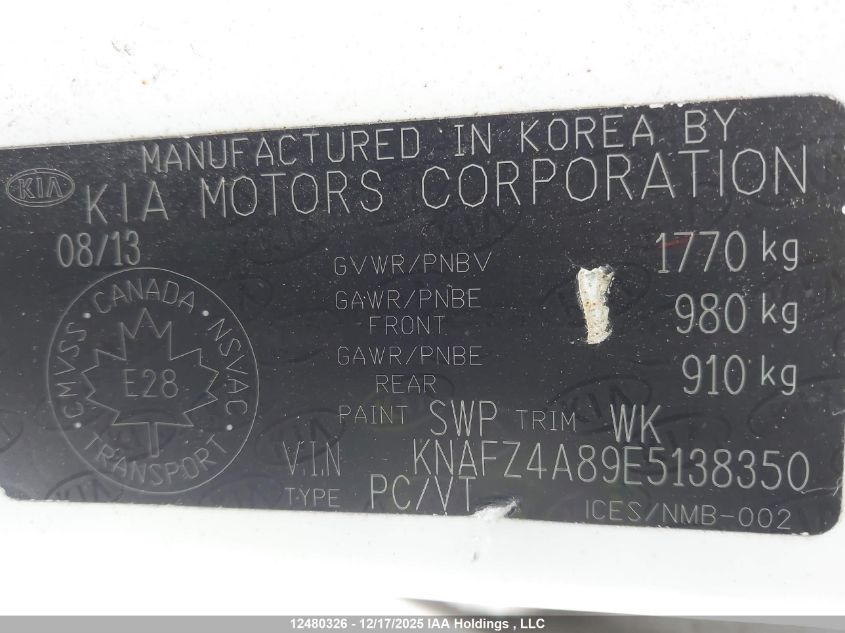 MANUFACTURED IN KOREA BY
KIA KIA MOTORS CORPORATION
08/13
GVWR/PNBV 1770 kg
GAWR/PNBE FRONT 980 kg
GAWR/PNBE REAR 910 kg
CANADA NSVAC TRANSPORT CMVSS
E28
PAINT SWP TRIM WK
V.I.N KNAFZ4A89E5138350
TYPE PC/VT
ICES/NMB-002
12480326 - 12/17/2025 IAA Holdings , LLC